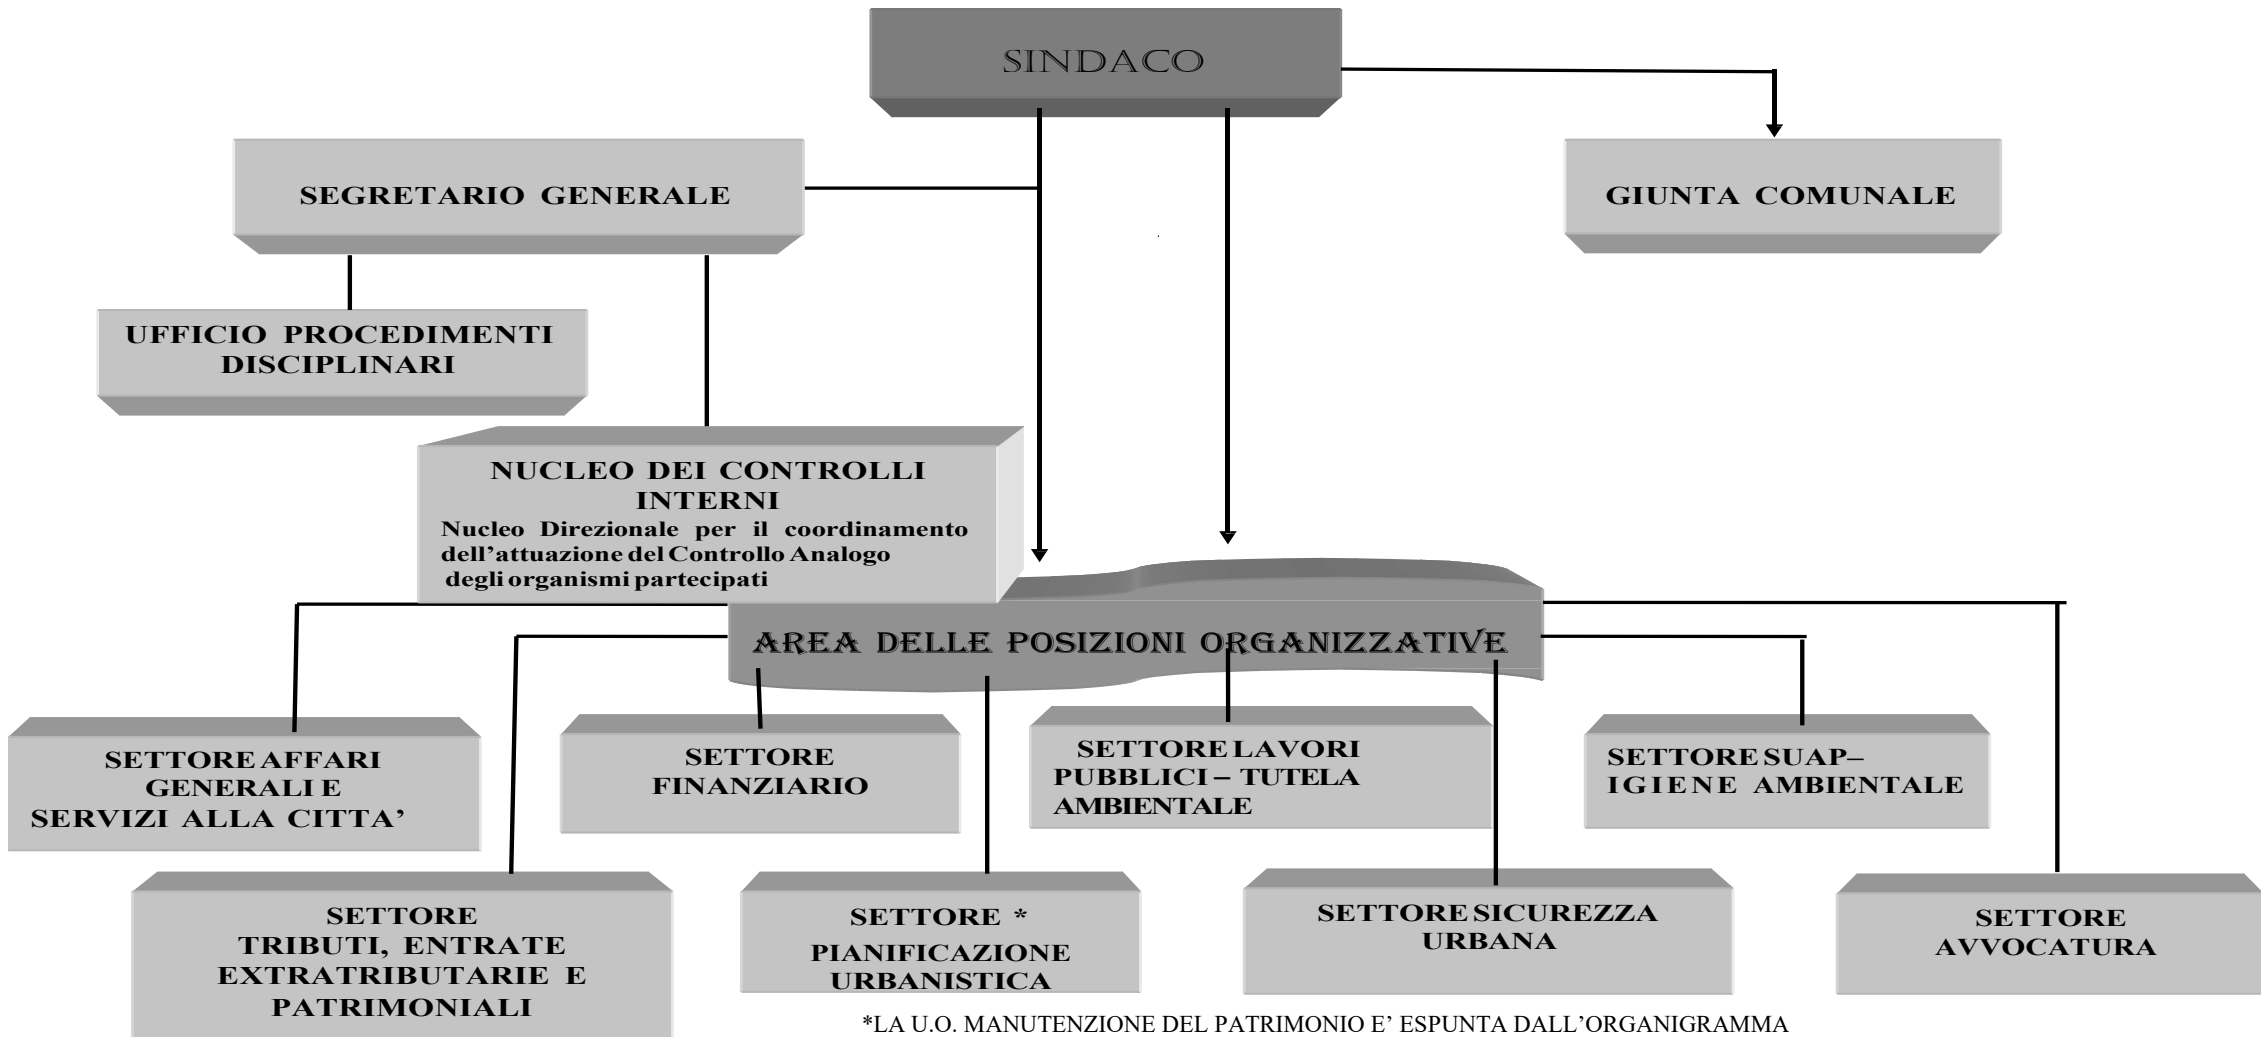 SINDACO
SEGRETARIO GENERALE
GIUNTA COMUNALE
UFFICIO PROCEDIMENTI
DISCIPLINARI
NUCLEO DEI CONTROLLI
INTERNI
Nucleo Direzionale per il coordinamento
dell’attuazione del Controllo Analogo
degli organismi partecipati
AREA DELLE POSIZIONI ORGANIZZATIVE
SETTORE AFFARI
GENERALI E
SERVIZI ALLA CITTA’
SETTORE
FINANZIARIO
SETTORE LAVORI
PUBBLICI – TUTELA
AMBIENTALE
SETTORE SUAP–
IGIENE AMBIENTALE
SETTORE
TRIBUTI, ENTRATE
EXTRATRIBUTARIE E
PATRIMONIALI
SETTORE *
PIANIFICAZIONE
URBANISTICA
SETTORE SICUREZZA
URBANA
SETTORE
AVVOCATURA
*LA U.O. MANUTENZIONE DEL PATRIMONIO E’ ESPUNTA DALL’ORGANIGRAMMA